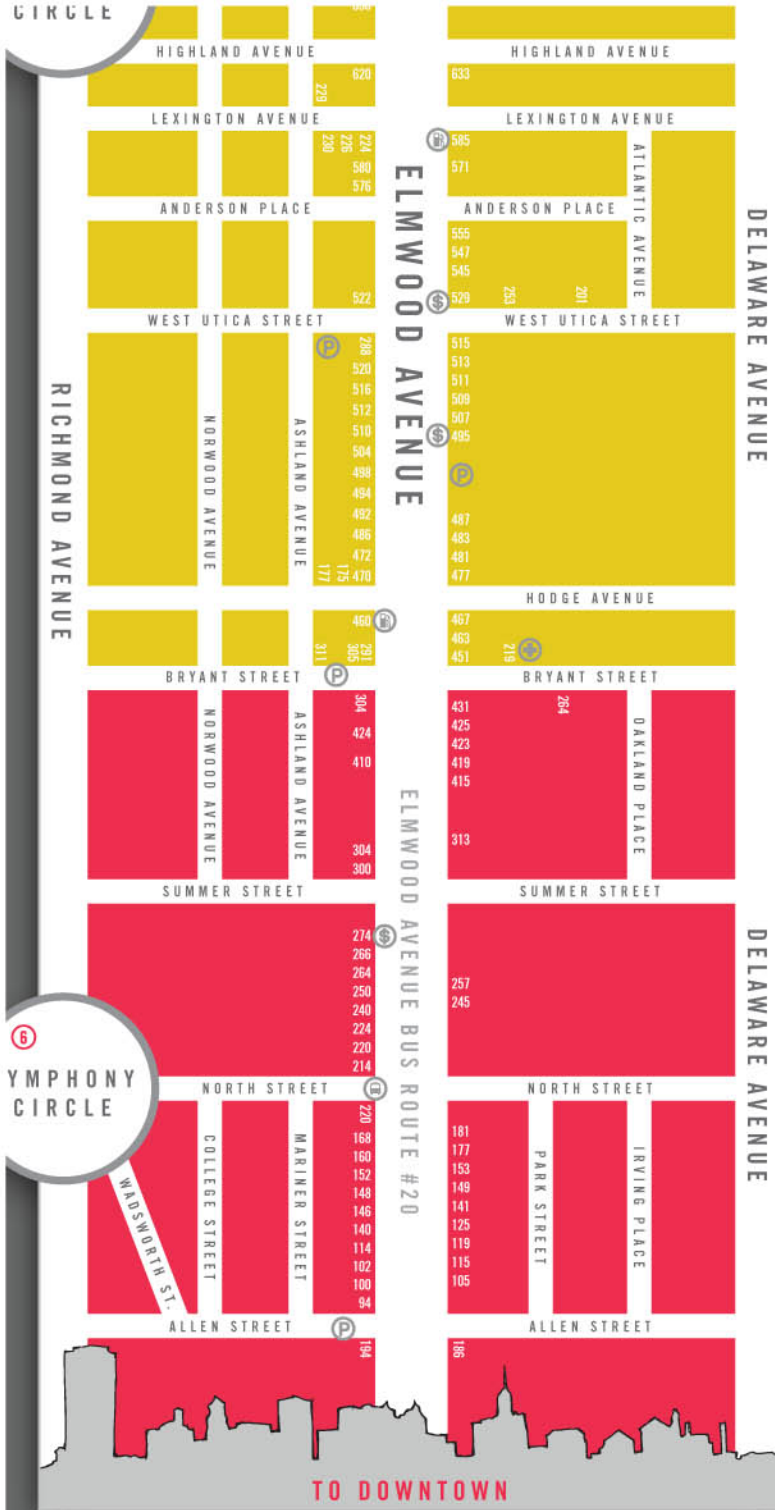 CIRCLE
HIGHLAND AVENUE
HIGHLAND AVENUE
620
229
633
LEXINGTON AVENUE
LEXINGTON AVENUE
230
226
224
580
576
585
571
ATLANTIC AVENUE
ANDERSON PLACE
ANDERSON PLACE
522
555
547
545
529
253
201
WEST UTICA STREET
WEST UTICA STREET
ELMWOOD AVENUE
DELAWARE AVENUE
RICHMOND AVENUE
NORWOOD AVENUE
ASHLAND AVENUE
P
288
520
516
512
510
504
498
494
492
486
472
177
175
470
$
$
515
513
511
509
507
495
P
487
483
481
477
HODGE AVENUE
460
311
305
291
467
463
451
219
BRYANT STREET
P
BRYANT STREET
NORWOOD AVENUE
ASHLAND AVENUE
304
424
410
304
300
431
425
423
419
415
313
264
OAKLAND PLACE
SUMMER STREET
SUMMER STREET
ELMWOOD AVENUE BUS ROUTE #20
DELAWARE AVENUE
274
$
266
264
250
240
224
220
214
257
245
6
YMPHONY
CIRCLE
NORTH STREET
NORTH STREET
WADSWORTH ST.
COLLEGE STREET
MARINER STREET
220
168
160
152
148
146
140
114
102
100
94
181
177
153
149
141
125
119
115
105
PARK STREET
IRVING PLACE
ALLEN STREET
P
ALLEN STREET
194
186
TO DOWNTOWN